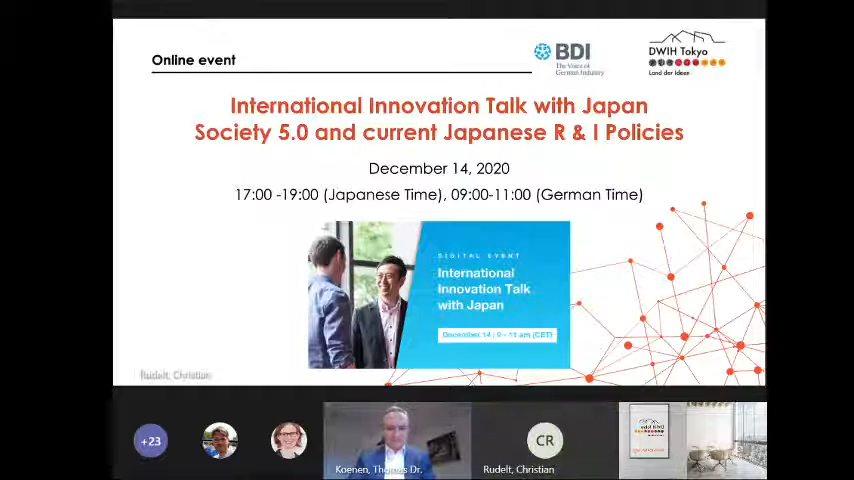 Online event
BDI
The Voice of
German Industry
DWIH Tokyo
Land der Ideen
International Innovation Talk with Japan
Society 5.0 and current Japanese R & I Policies
December 14, 2020
17:00 -19:00 (Japanese Time), 09:00-11:00 (German Time)
DIGITAL EVENT
International
Innovation Talk
with Japan
December 14 | 9 - 11 am (CET)
Rudelt, Christian
+23
Koenen, Thomas Dr.
CR
Rudelt, Christian